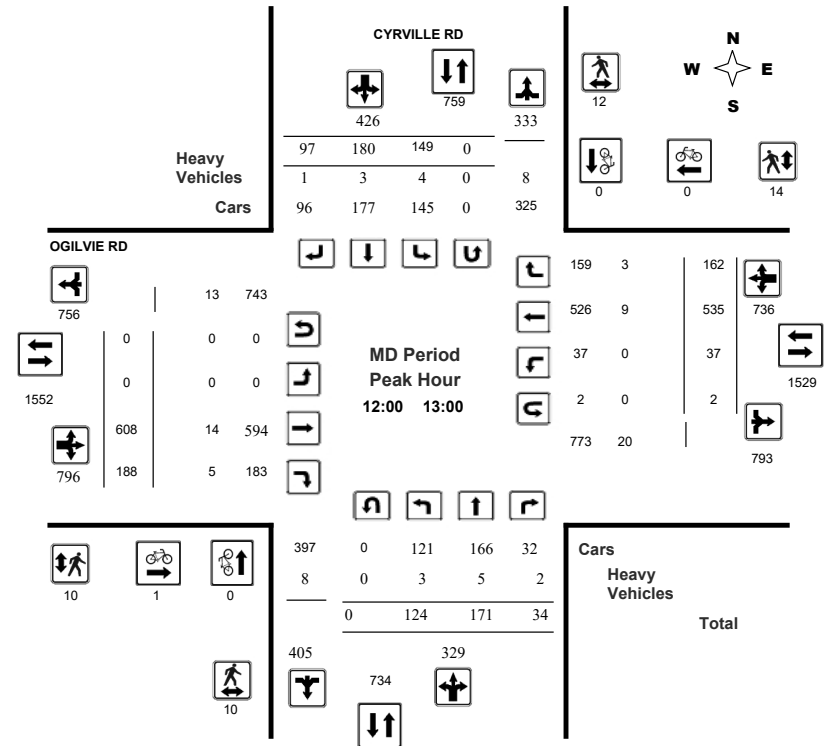 CYRVILLE RD
N
W E
S
759
12
426 333
97 180 149 0
Heavy
Vehicles 1 3 4 0 8
Cars 96 177 145 0 325
0 0 14
OGILVIE RD
159 3 162
756 13 743
526 9 535 736
0 0 0
MD Period
37 0 37
Peak Hour
1552 0 0 0
1529
12:00 13:00
2 0 2
608 14 594
773 20 793
796 188 5 183
397 0 121 166 32 Cars
8 0 3 5 2 Heavy
Vehicles
10 1 0
0 124 171 34 Total
405 329
734
10